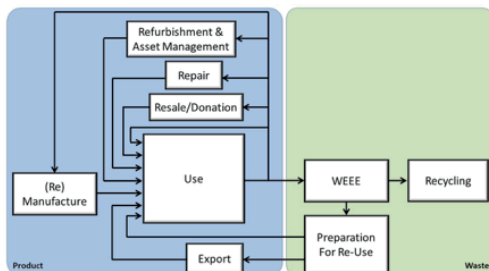 Refurbishment &
Asset Management
Repair
Resale/Donation
Use
(Re)
Manufacture
WEEE
Recycling
Preparation
For Re-Use
Export
Product
Waste